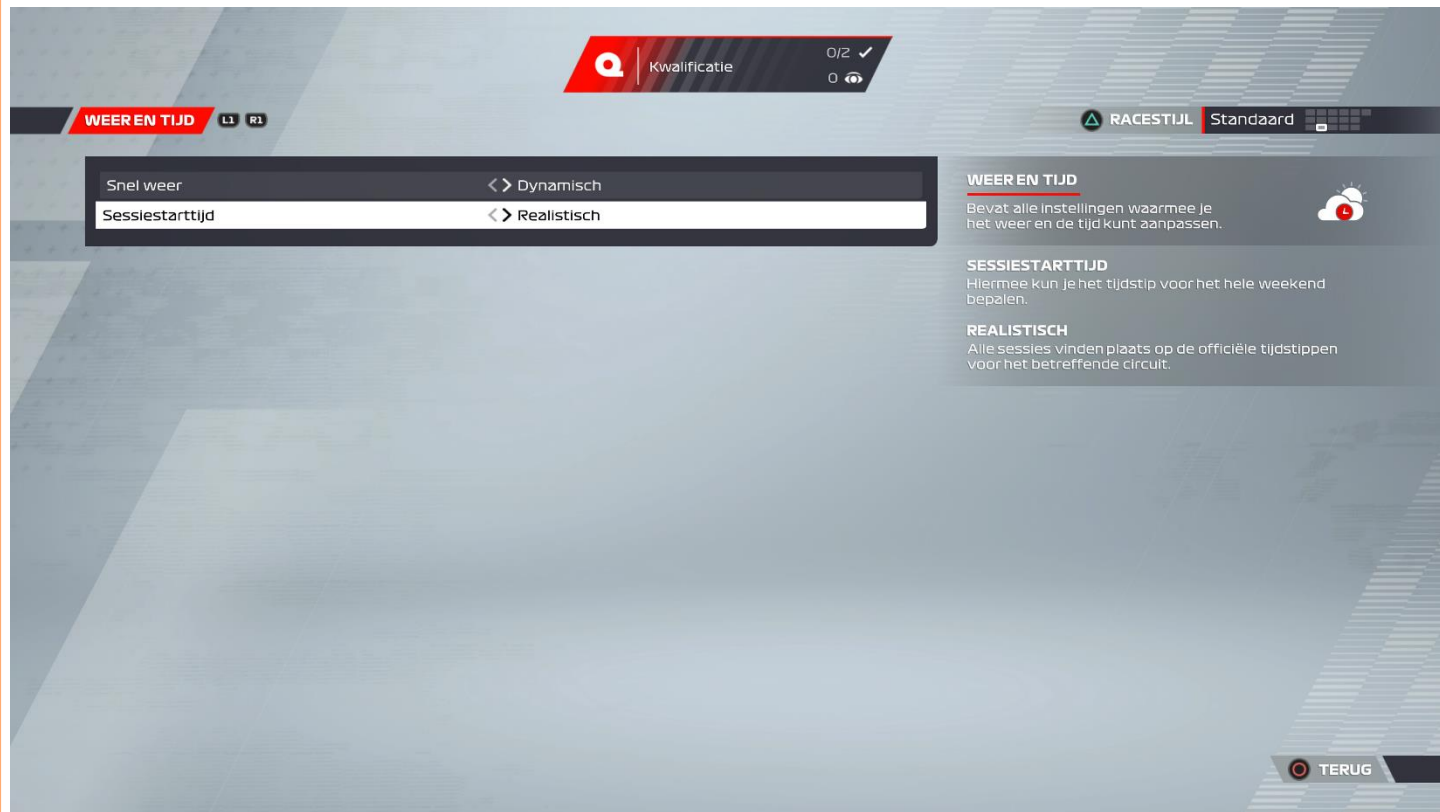 Q Kwalificatie 0/2
0
WEER EN TIJD L1 R1
RACESTIJL Standaard
Snel weer Dynamisch
Sessiestarttijd Realistisch
WEER EN TIJD
Bevat alle instellingen waarmee je
het weer en de tijd kunt aanpassen.
SESSIESTARTTIJD
Hiermee kun je het tijdstip voor het hele weekend
bepalen.
REALISTISCH
Alle sessies vinden plaats op de officiële tijdstippen
voor het betreffende circuit.
TERUG